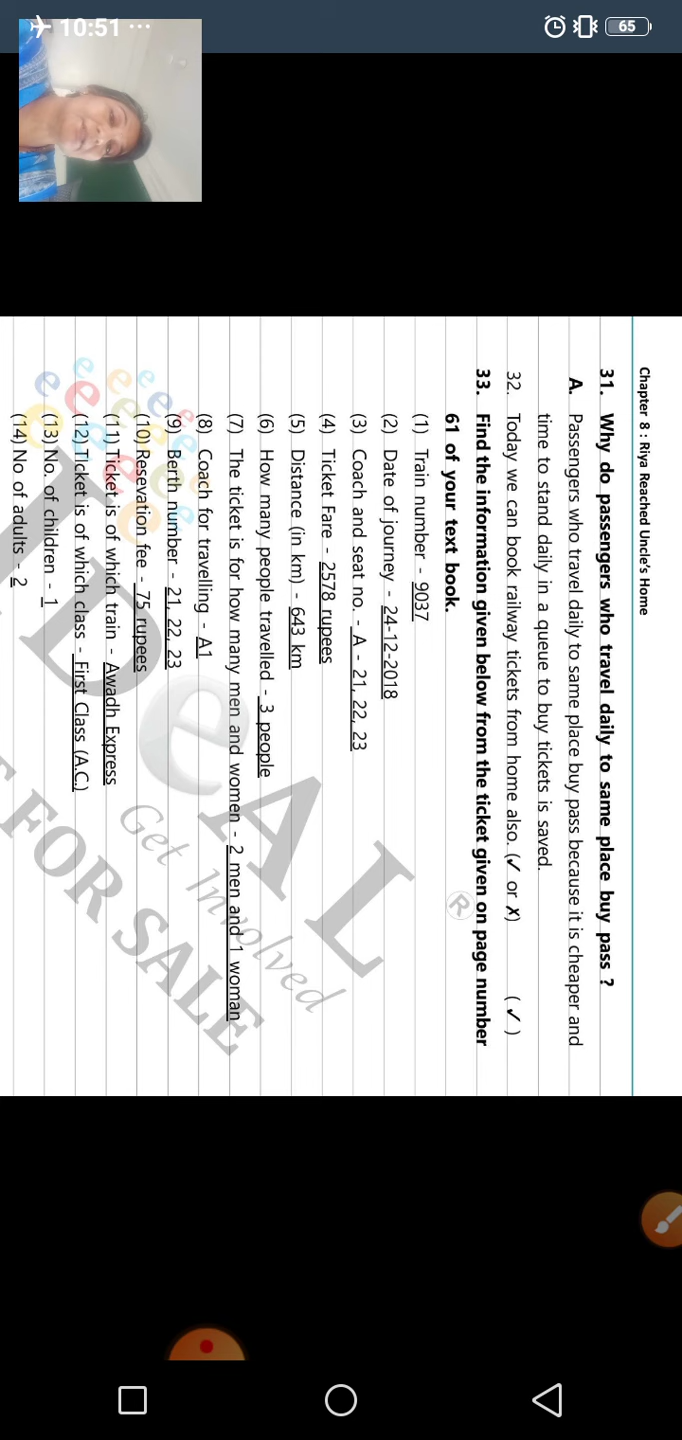 10:51 ...
65
Chapter 8 : Riya Reached Uncle's Home
31. Why do passengers who travel daily to same place buy pass ?
A. Passengers who travel daily to same place buy pass because it is cheaper and
time to stand daily in a queue to buy tickets is saved.
32. Today we can book railway tickets from home also. (✓ or ✗) ( ✓ )
33. Find the information given below from the ticket given on page number
61 of your text book.
(1) Train number - 9037
(2) Date of journey - 24-12-2018
(3) Coach and seat no. - A - 21, 22, 23
(4) Ticket Fare - 2578 rupees
(5) Distance (in km) - 643 km
(6) How many people travelled - 3 people
(7) The ticket is for how many men and women - 2 men and 1 woman
(8) Coach for travelling - A1
(9) Berth number - 21, 22, 23
(10) Resevation fee - 75 rupees
(11) Ticket is of which train - Awadh Express
(12) Ticket is of which class - First Class (A.C.)
(13) No. of children - 1
(14) No of adults - 2
IDeAL
®
Get Involved
FOR SALE